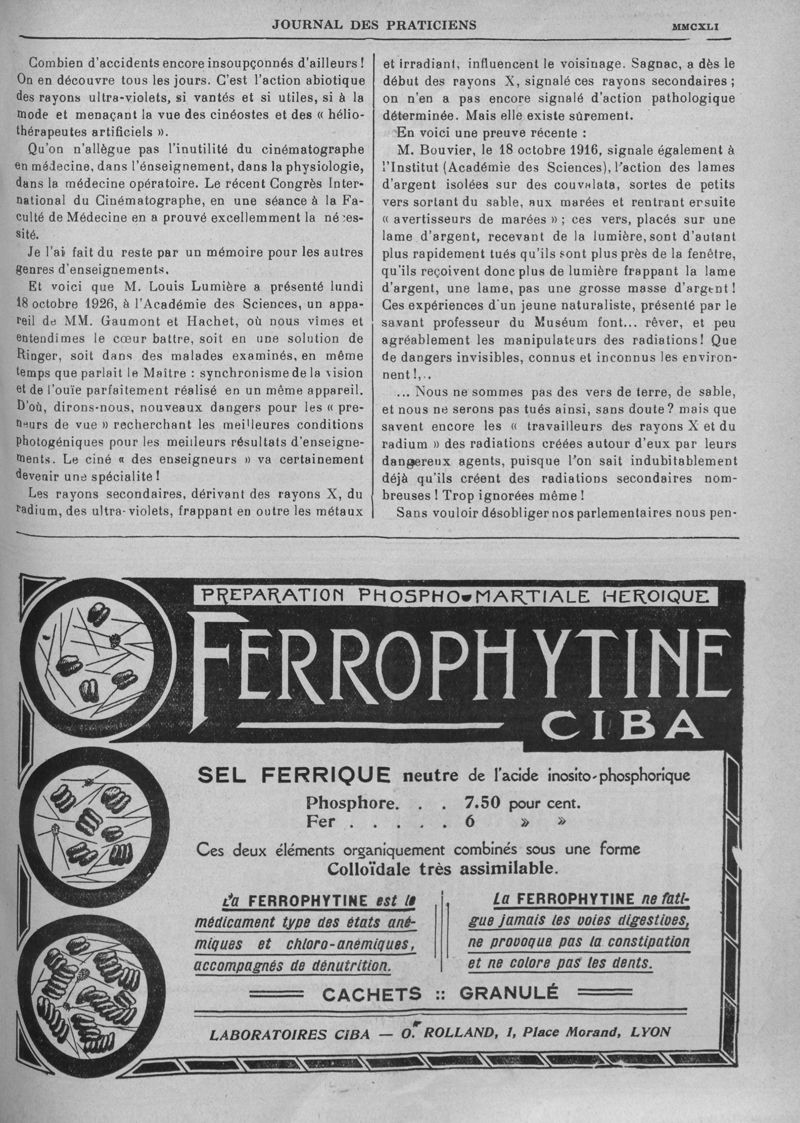 JOURNAL DES PRATICIENS
MMCXLI
Combien d'accidents encore insoupçonnés d'ailleurs !
On en découvre tous les jours. C'est l'action abiotique
des rayons ultra-violets, si vantés et si utiles, si à la
mode et menaçant la vue des cinéostes et des « hélio-
thérapeutes artificiels ».
Qu'on n'allègue pas l'inutilité du cinématographe
en médecine, dans l'énseignement, dans la physiologie,
dans la médecine opératoire. Le récent Congrès Inter-
national du Cinématographe, en une séance à la Fa-
culté de Médecine en a prouvé excellemment la néces-
sité.
Je l'ai fait du reste par un mémoire pour les autres
genres d'enseignements.
Et voici que M. Louis Lumière a présenté lundi
18 octobre 1926, à l'Académie des Sciences, un appa-
reil de MM. Gaumont et Hachet, où nous vîmes et
entendîmes le cœur battre, soit en une solution de
Ringer, soit dans des malades examinés, en même
temps que parlait le Maître : synchronisme de la vision
et de l'ouïe parfaitement réalisé en un même appareil.
D'où, dirons-nous, nouveaux dangers pour les « pre-
neurs de vue » recherchant les meilleures conditions
photogéniques pour les meilleurs résultats d'enseigne-
ments. Le ciné « des enseigneurs » va certainement
devenir une spécialité !
Les rayons secondaires, dérivant des rayons X, du
radium, des ultra-violets, frappant en outre les métaux
et irradiant, influencent le voisinage. Sagnac, a dès le
début des rayons X, signalé ces rayons secondaires ;
on n'en a pas encore signalé d'action pathologique
déterminée. Mais elle existe sûrement.
En voici une preuve récente :
M. Bouvier, le 18 octobre 1916, signale également à
l'Institut (Académie des Sciences), l'action des lames
d'argent isolées sur des couvalata, sortes de petits
vers sortant du sable, aux marées et rentrant ersuite
« avertisseurs de marées » ; ces vers, placés sur une
lame d'argent, recevant de la lumière, sont d'autant
plus rapidement tués qu'ils sont plus près de la fenêtre,
qu'ils reçoivent donc plus de lumière frappant la lame
d'argent, une lame, pas une grosse masse d'argent !
Ces expériences d'un jeune naturaliste, présenté par le
savant professeur du Muséum font... rêver, et peu
agréablement les manipulateurs des radiations ! Que
de dangers invisibles, connus et inconnus les environ-
nent !...
... Nous ne sommes pas des vers de terre, de sable,
et nous ne serons pas tués ainsi, sans doute ? mais que
savent encore les « travailleurs des rayons X et du
radium » des radiations créées autour d'eux par leurs
dangereux agents, puisque l'on sait indubitablement
déjà qu'ils créent des radiations secondaires nom-
breuses ! Trop ignorées même !
Sans vouloir désobliger nos parlementaires nous pen-
PREPARATION PHOSPHO-MARTIALE HEROIQUE
FERROPHYTINE
CIBA
SEL FERRIQUE neutre de l'acide inosito-phosphorique
Phosphore. . . 7.50 pour cent.
Fer . . . . . 6 » »
Ces deux éléments organiquement combinés sous une forme
Colloïdale très assimilable.
La FERROPHYTINE est le
médicament type des états ané-
miques et chloro-anémiques,
accompagnés de dénutrition.
La FERROPHYTINE ne fati-
gue jamais les voies digestives,
ne provoque pas la constipation
et ne colore pas les dents.
CACHETS :: GRANULÉ
LABORATOIRES CIBA — O. ROLLAND, 1, Place Morand, LYON